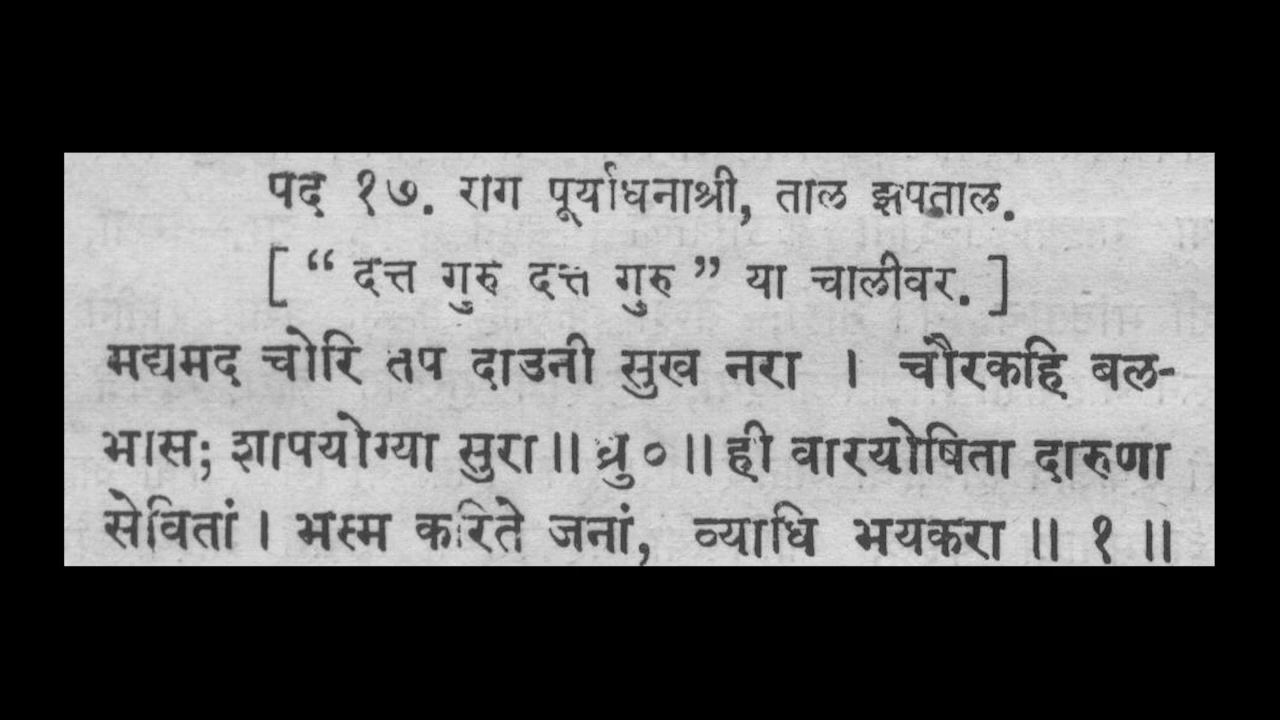 पद १७. राग पूर्याधनाश्री, ताल झपताल.
[ “ दत्त गुरु दत्त गुरु ” या चालीवर. ]
मद्यमद चोरि तप दाउनी सुख नरा । चौरकहि बल-
भास; शापयोग्या सुरा ॥ ध्रु० ॥ ही वारयोषिता दारुणा
सेवितां । भस्म करिते जनां, व्याधि भयकरा ॥ १ ॥